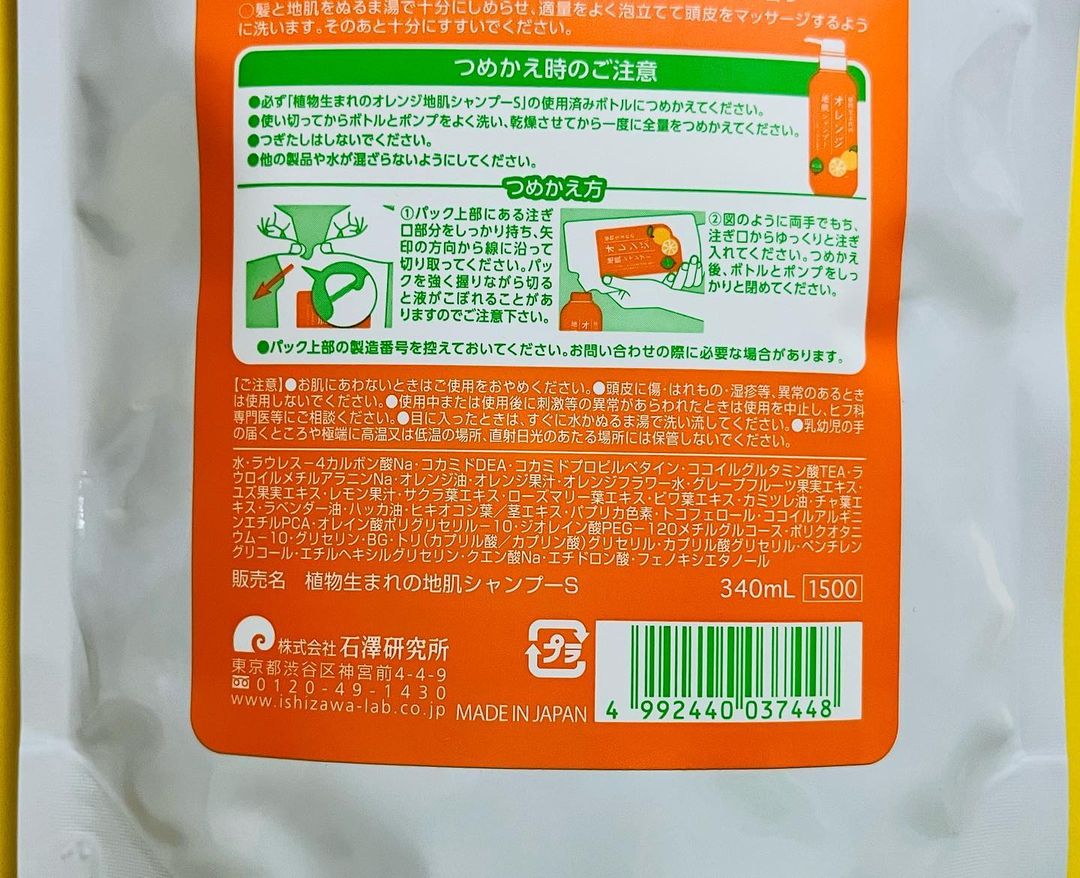 ○髪と地肌をぬるま湯で十分にしめらせ、適量をよく泡立てて頭皮をマッサージするよう
に洗います。そのあと十分にすすいでください。
つめかえ時のご注意
●必ず「植物生まれのオレンジ地肌シャンプーS」の使用済みボトルにつめかえてください。
●使い切ってからボトルとポンプをよく洗い、乾燥させてから一度に全量をつめかえてください。
●つぎたしはしないでください。
●他の製品や水が混ざらないようにしてください。
オレンジ
地肌シャンプー
つめかえ方
①パック上部にある注ぎ
口部分をしっかり持ち、矢
印の方向から線に沿って
切り取ってください。パッ
クを強く握りながら切る
と液がこぼれることがあ
りますのでご注意下さい。
植物生まれの
オレンジ
地肌シャンプー
②図のように両手でもち、
注ぎ口からゆっくりと注ぎ
入れてください。つめかえ
後、ボトルとポンプをしっ
かりと閉めてください。
●パック上部の製造番号を控えておいてください。お問い合わせの際に必要な場合があります。
【ご注意】●お肌にあわないときはご使用をおやめください。●頭皮に傷・はれもの・湿疹等、異常のあるとき
は使用しないでください。●使用中または使用後に刺激等の異常があらわれたときは使用を中止し、ヒフ科
専門医等にご相談ください。●目に入ったときは、すぐに水かぬるま湯で洗い流してください。●乳幼児の手
の届くところや極端に高温又は低温の場所、直射日光のあたる場所には保管しないでください。
水・ラウレス－4カルボン酸Na・コカミドDEA・コカミドプロピルベタイン・ココイルグルタミン酸TEA・ラ
ウロイルメチルアラニンNa・オレンジ油・オレンジ果汁・オレンジフラワー水・グレープフルーツ果実エキス・
ユズ果実エキス・レモン果汁・サクラ葉エキス・ローズマリー葉エキス・ビワ葉エキス・カミツレ油・チャ葉エ
キス・ラベンダー油・ハッカ油・ヒキオコシ葉／茎エキス・パプリカ色素・トコフェロール・ココイルアルギニ
ンエチルPCA・オレイン酸ポリグリセリル－10・ジオレイン酸PEG－120メチルグルコース・ポリクオタニ
ウム－10・グリセリン・BG・トリ(カプリル酸／カプリン酸)グリセリル・カプリル酸グリセリル・ペンチレン
グリコール・エチルヘキシルグリセリン・クエン酸Na・エチドロン酸・フェノキシエタノール
販売名 植物生まれの地肌シャンプーS 340mL 1500
株式会社 石澤研究所
東京都渋谷区神宮前4-4-9
0120-49-1430
www.ishizawa-lab.co.jp
プラ
MADE IN JAPAN
4 992440 037448